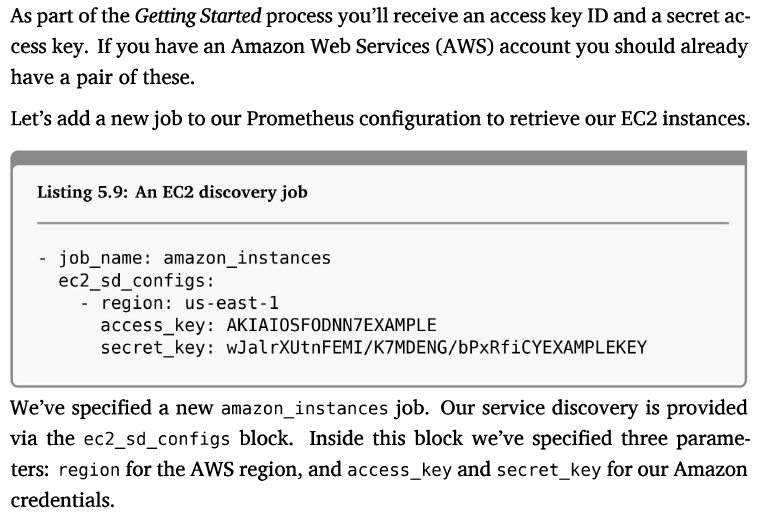 As part of the Getting Started process you’ll receive an access key ID and a secret ac-
cess key. If you have an Amazon Web Services (AWS) account you should already
have a pair of these.
Let’s add a new job to our Prometheus configuration to retrieve our EC2 instances.
Listing 5.9: An EC2 discovery job
- job_name: amazon_instances
  ec2_sd_configs:
    - region: us-east-1
      access_key: AKIAIOSFODNN7EXAMPLE
      secret_key: wJalrXUtnFEMI/K7MDENG/bPxRfiCYEXAMPLEKEY
We’ve specified a new amazon_instances job. Our service discovery is provided
via the ec2_sd_configs block. Inside this block we’ve specified three parame-
ters: region for the AWS region, and access_key and secret_key for our Amazon
credentials.